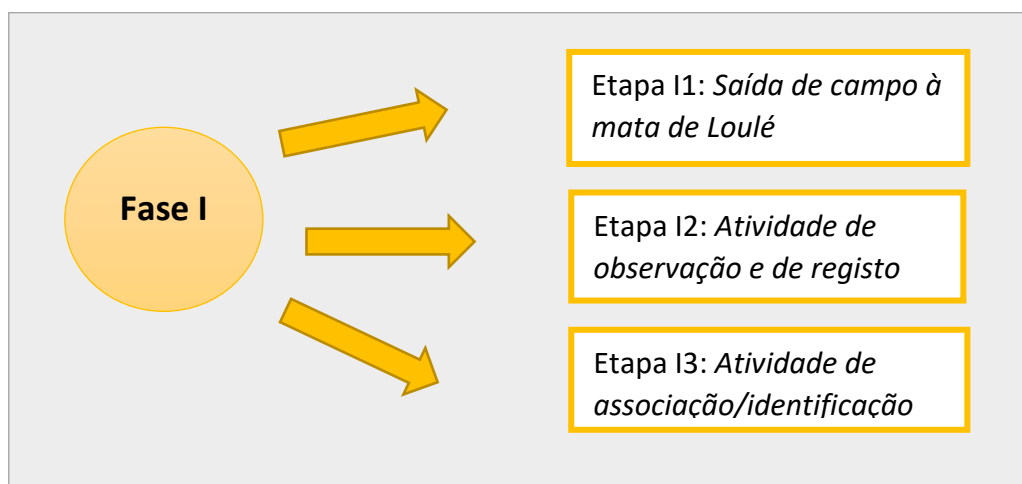 Fase I
Etapa I1: Saída de campo à
mata de Loulé
Etapa I2: Atividade de
observação e de registo
Etapa I3: Atividade de
associação/identificação